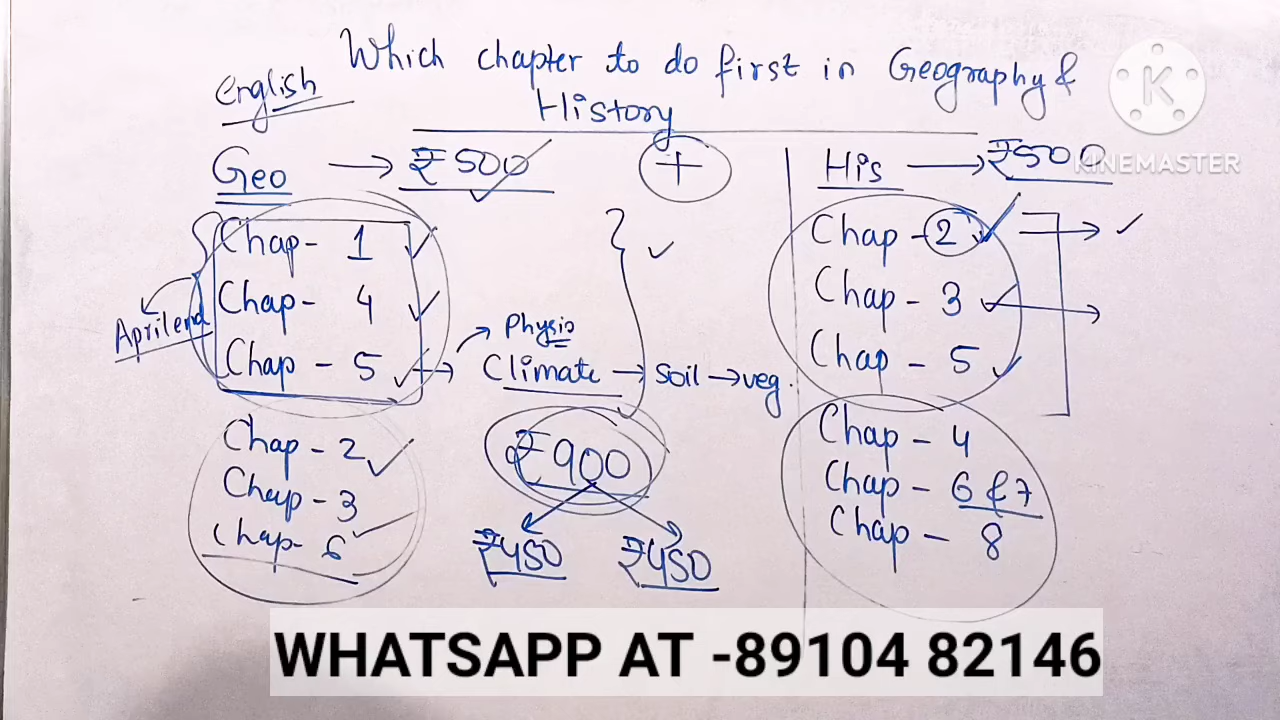 Which chapter to do first in Geography &
English
History
Geo → ₹500
+
His → ₹500
KINEMASTER
Chap - 1
Chap - 4
Chap - 5
April end
Physio
Climate → Soil → veg.
Chap - 2
Chap - 3
Chap - 6
₹900
₹450 ₹450
Chap - 2
Chap - 3
Chap - 5
Chap - 4
Chap - 6 & 7
Chap - 8
WHATSAPP AT -89104 82146